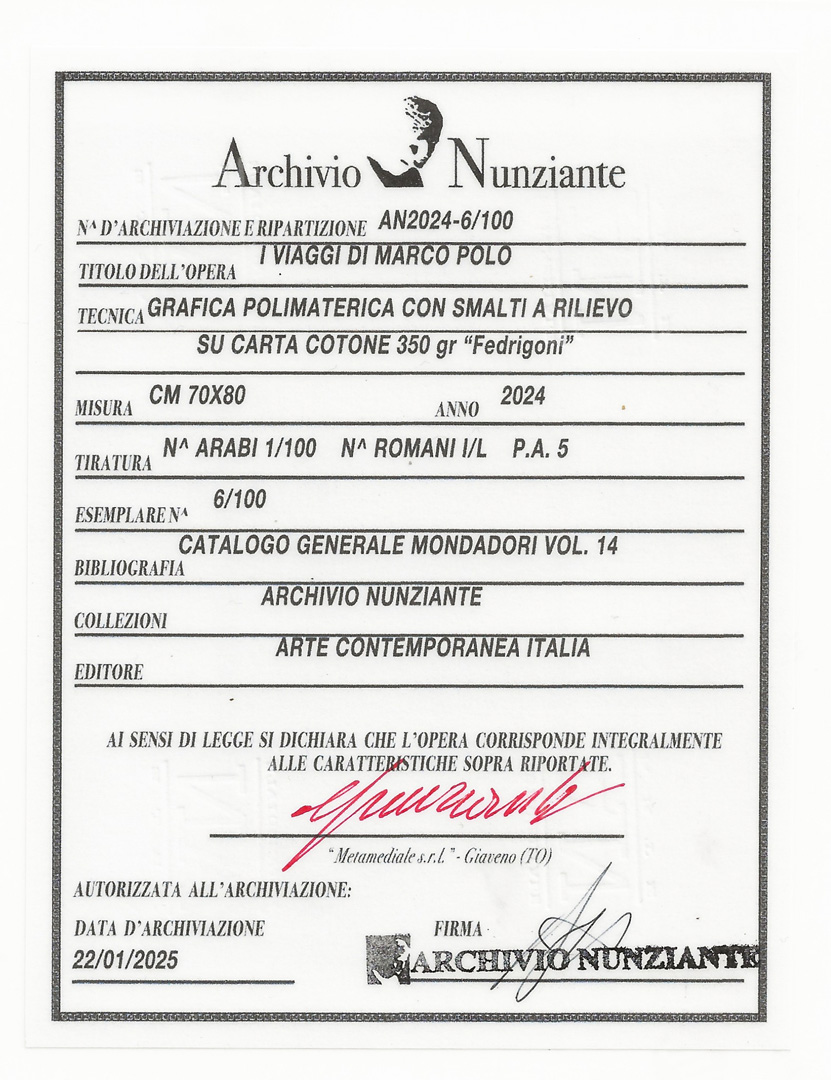 Archivio Nunziante
N^ D'ARCHIVIAZIONE E RIPARTIZIONE AN2024-6/100
TITOLO DELL'OPERA I VIAGGI DI MARCO POLO
TECNICA GRAFICA POLIMATERICA CON SMALTI A RILIEVO
SU CARTA COTONE 350 gr “Fedrigoni”
MISURA CM 70X80 ANNO 2024
TIRATURA N^ ARABI 1/100 N^ ROMANI I/L P.A. 5
ESEMPLARE N^ 6/100
BIBLIOGRAFIA CATALOGO GENERALE MONDADORI VOL. 14
COLLEZIONI ARCHIVIO NUNZIANTE
EDITORE ARTE CONTEMPORANEA ITALIA
AI SENSI DI LEGGE SI DICHIARA CHE L'OPERA CORRISPONDE INTEGRALMENTE
ALLE CARATTERISTICHE SOPRA RIPORTATE.
Nunziante
“Metamediale s.r.l.” - Giaveno (TO)
AUTORIZZATA ALL'ARCHIVIAZIONE:
DATA D'ARCHIVIAZIONE FIRMA
22/01/2025 ARCHIVIO NUNZIANTE